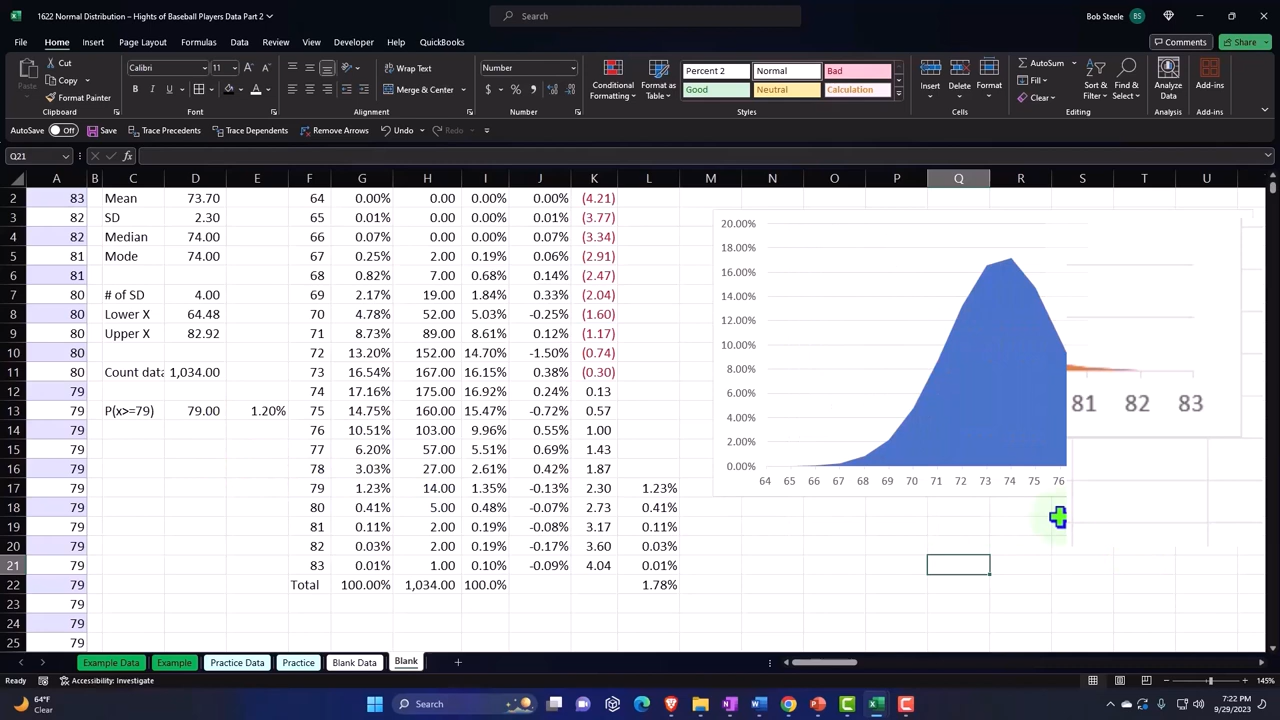 1622 Normal Distribution – Hights of Baseball Players Data Part 2
Search
Bob Steele BS
File Home Insert Page Layout Formulas Data Review View Developer Automate Help QuickBooks Comments Share
Paste Cut Copy Format Painter Clipboard
Calibri 11 B I U A A Font
Wrap Text Merge & Center Alignment
Number $ % Number
Conditional Formatting Format as Table
Percent 2 Normal Bad
Good Neutral Calculation
Styles
Insert Delete Format Cells
AutoSum Fill Clear Sort & Filter Find & Select Editing
Analyze Data Analysis
Add-ins Add-ins
AutoSave Off Save Trace Precedents Trace Dependents Remove Arrows Undo Redo
Q21 fx
A B C D E F G H I J K L M N O P Q R S T U
2 83 Mean 73.70 64 0.00% 0.00 0.00% 0.00% (4.21)
3 82 SD 2.30 65 0.01% 0.00 0.00% 0.01% (3.77)
4 82 Median 74.00 66 0.07% 0.00 0.00% 0.07% (3.34)
5 81 Mode 74.00 67 0.25% 2.00 0.19% 0.06% (2.91)
6 81 68 0.82% 7.00 0.68% 0.14% (2.47)
7 80 # of SD 4.00 69 2.17% 19.00 1.84% 0.33% (2.04)
8 80 Lower X 64.48 70 4.78% 52.00 5.03% -0.25% (1.60)
9 80 Upper X 82.92 71 8.73% 89.00 8.61% 0.12% (1.17)
10 80 72 13.20% 152.00 14.70% -1.50% (0.74)
11 80 Count data 1,034.00 73 16.54% 167.00 16.15% 0.38% (0.30)
12 79 74 17.16% 175.00 16.92% 0.24% 0.13
13 79 P(x>=79) 79.00 1.20% 75 14.75% 160.00 15.47% -0.72% 0.57
14 79 76 10.51% 103.00 9.96% 0.55% 1.00
15 79 77 6.20% 57.00 5.51% 0.69% 1.43
16 79 78 3.03% 27.00 2.61% 0.42% 1.87
17 79 79 1.23% 14.00 1.35% -0.13% 2.30 1.23%
18 79 80 0.41% 5.00 0.48% -0.07% 2.73 0.41%
19 79 81 0.11% 2.00 0.19% -0.08% 3.17 0.11%
20 79 82 0.03% 2.00 0.19% -0.17% 3.60 0.03%
21 79 83 0.01% 1.00 0.10% -0.09% 4.04 0.01%
22 79 Total 100.00% 1,034.00 100.0% 1.78%
23 79
24 79
25 79
20.00%
18.00%
16.00%
14.00%
12.00%
10.00%
8.00%
6.00%
4.00%
2.00%
0.00%
64 65 66 67 68 69 70 71 72 73 74 75 76
81 82 83
Example Data Example Practice Data Practice Blank Data Blank
Ready Accessibility: Investigate 145%
64°F
Clear
Search
7:22 PM
9/29/2023